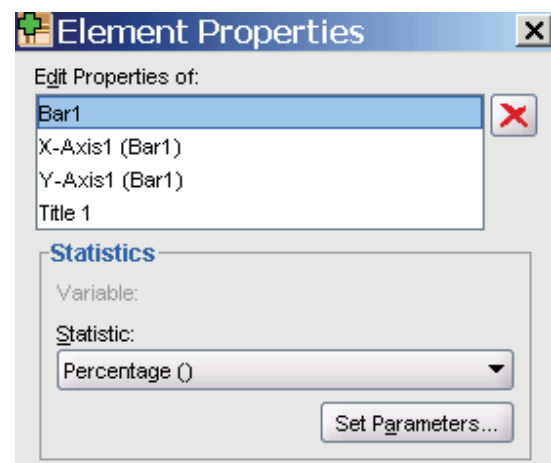 Element Properties
Edit Properties of:
Bar1
X-Axis1 (Bar1)
Y-Axis1 (Bar1)
Title 1
Statistics
Variable:
Statistic:
Percentage ()
Set Parameters...